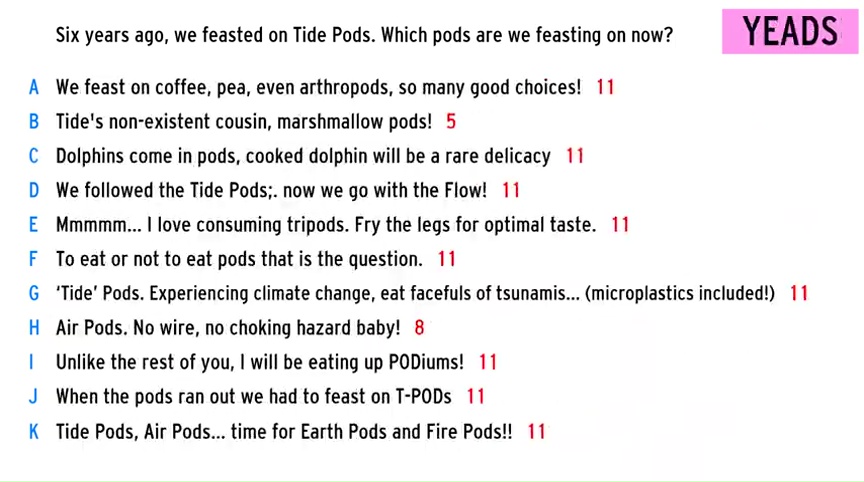 Six years ago, we feasted on Tide Pods. Which pods are we feasting on now?
YEADS
A We feast on coffee, pea, even arthropods, so many good choices! 11
B Tide's non-existent cousin, marshmallow pods! 5
C Dolphins come in pods, cooked dolphin will be a rare delicacy 11
D We followed the Tide Pods;. now we go with the Flow! 11
E Mmmmm... I love consuming tripods. Fry the legs for optimal taste. 11
F To eat or not to eat pods that is the question. 11
G ‘Tide’ Pods. Experiencing climate change, eat facefuls of tsunamis... (microplastics included!) 11
H Air Pods. No wire, no choking hazard baby! 8
I Unlike the rest of you, I will be eating up PODiums! 11
J When the pods ran out we had to feast on T-PODs 11
K Tide Pods, Air Pods... time for Earth Pods and Fire Pods!! 11